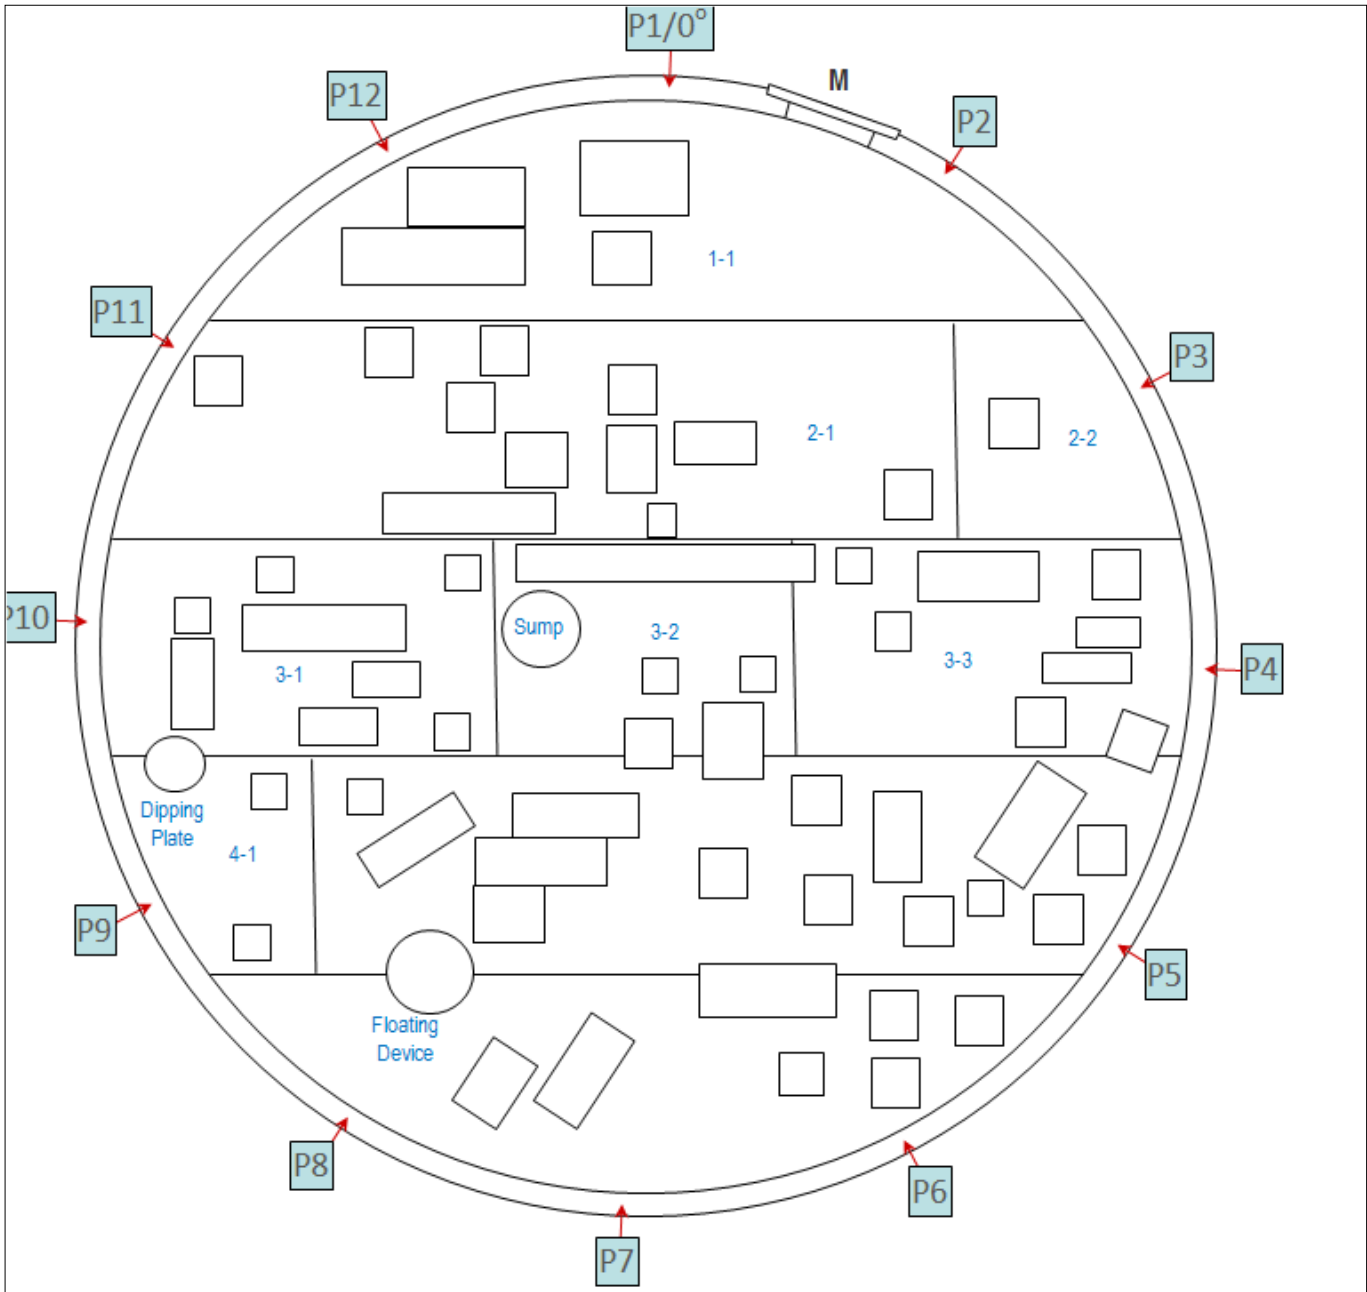 P1/0°
M
P12
P2
1-1
P11
P3
2-1
2-2
P10
Sump
3-2
3-1
3-3
P4
Dipping
Plate
4-1
P9
P5
Floating
Device
P8
P6
P7